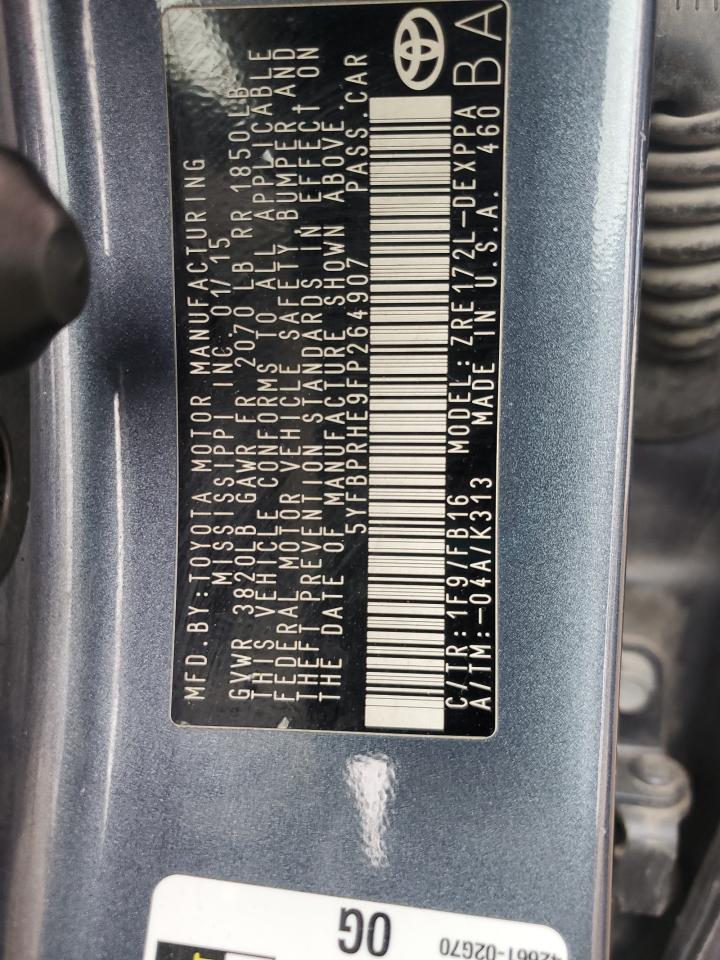 MFD.BY:TOYOTA MOTOR MANUFACTURING
MISSISSIPPI INC 01/15
GVWR 3820LB GAWR FR 2070 LB RR 1850 LB
THIS VEHICLE CONFORMS TO ALL APPLICABLE
FEDERAL MOTOR VEHICLE SAFETY, BUMPER AND
THEFT PREVENTION STANDARDS IN EFFECT ON
THE DATE OF MANUFACTURE SHOWN ABOVE.
5YFBPRHE9FP264907 PASS.CAR
C/TR:1F9/FB16 MODEL:ZRE172L-DEXPPA
A/TM:-04A/K313 MADE IN U.S.A. 460
BA
0G
42661-02G70